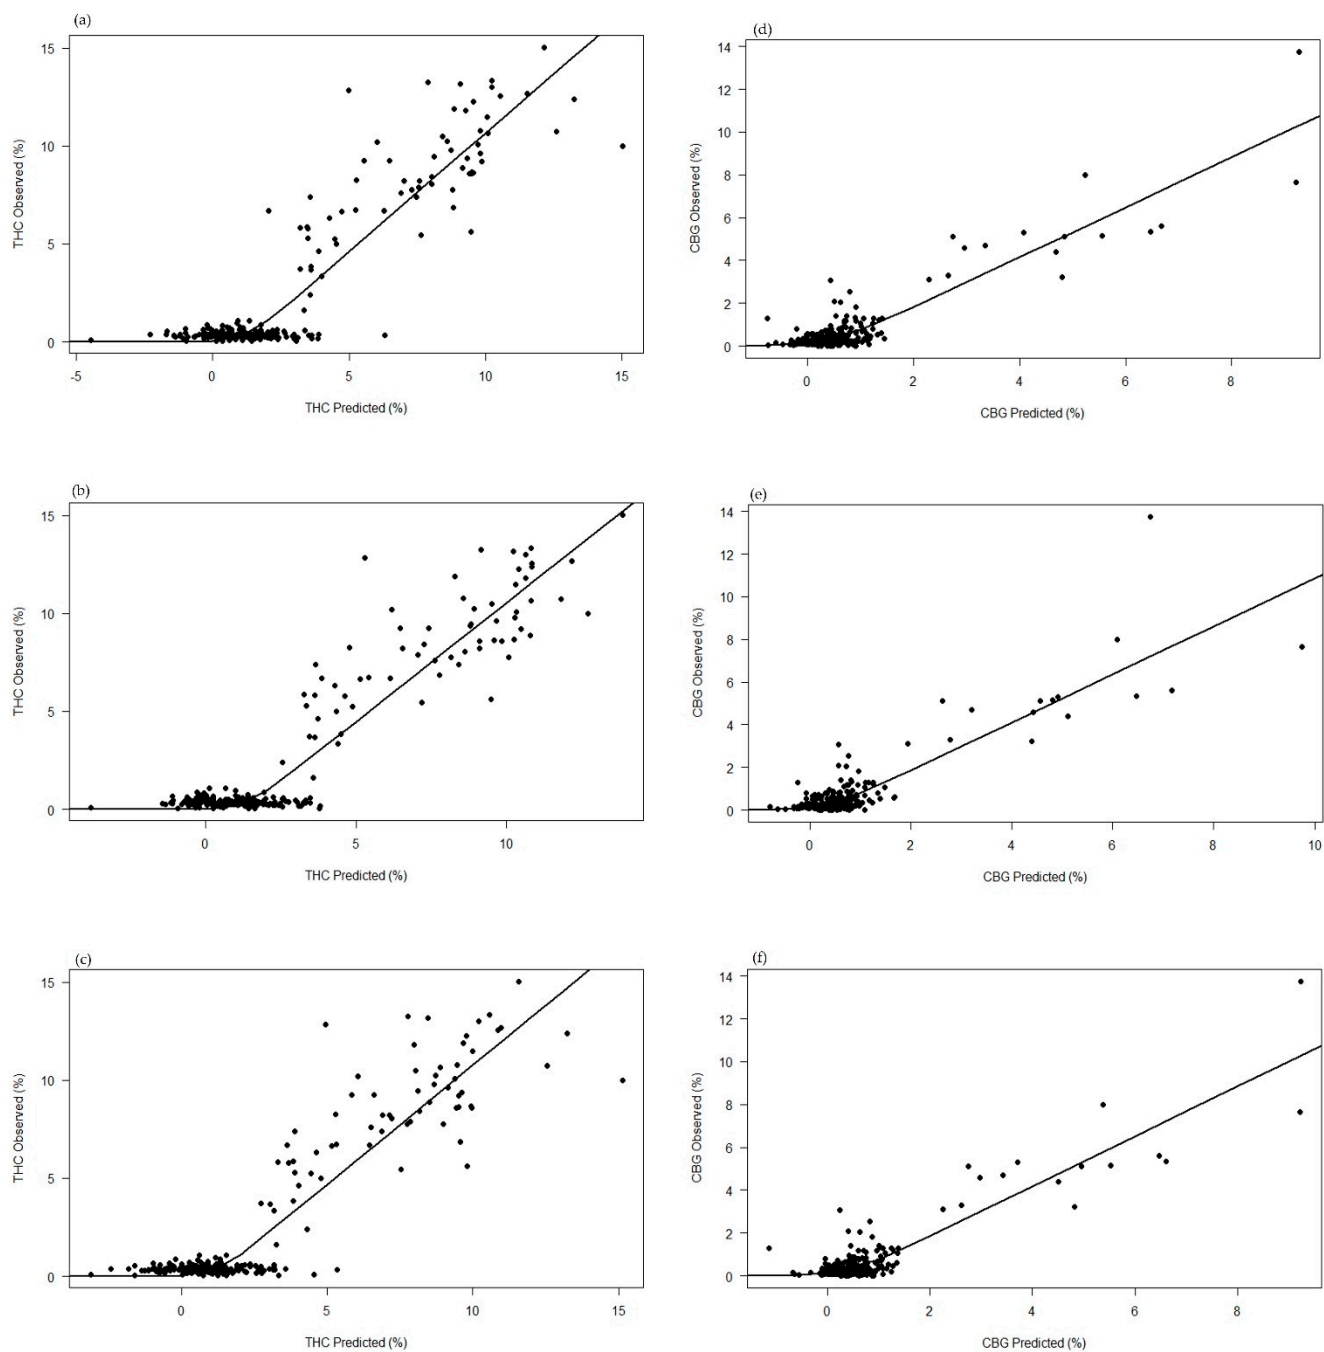 (a)
15
10
5
0
THC Observed (%)
-5 0 5 10 15
THC Predicted (%)
(d)
14
12
10
8
6
4
2
0
CBG Observed (%)
0 2 4 6 8
CBG Predicted (%)
(b)
15
10
5
0
THC Observed (%)
0 5 10
THC Predicted (%)
(e)
14
12
10
8
6
4
2
0
CBG Observed (%)
0 2 4 6 8 10
CBG Predicted (%)
(c)
15
10
5
0
THC Observed (%)
0 5 10 15
THC Predicted (%)
(f)
14
12
10
8
6
4
2
0
CBG Observed (%)
0 2 4 6 8
CBG Predicted (%)